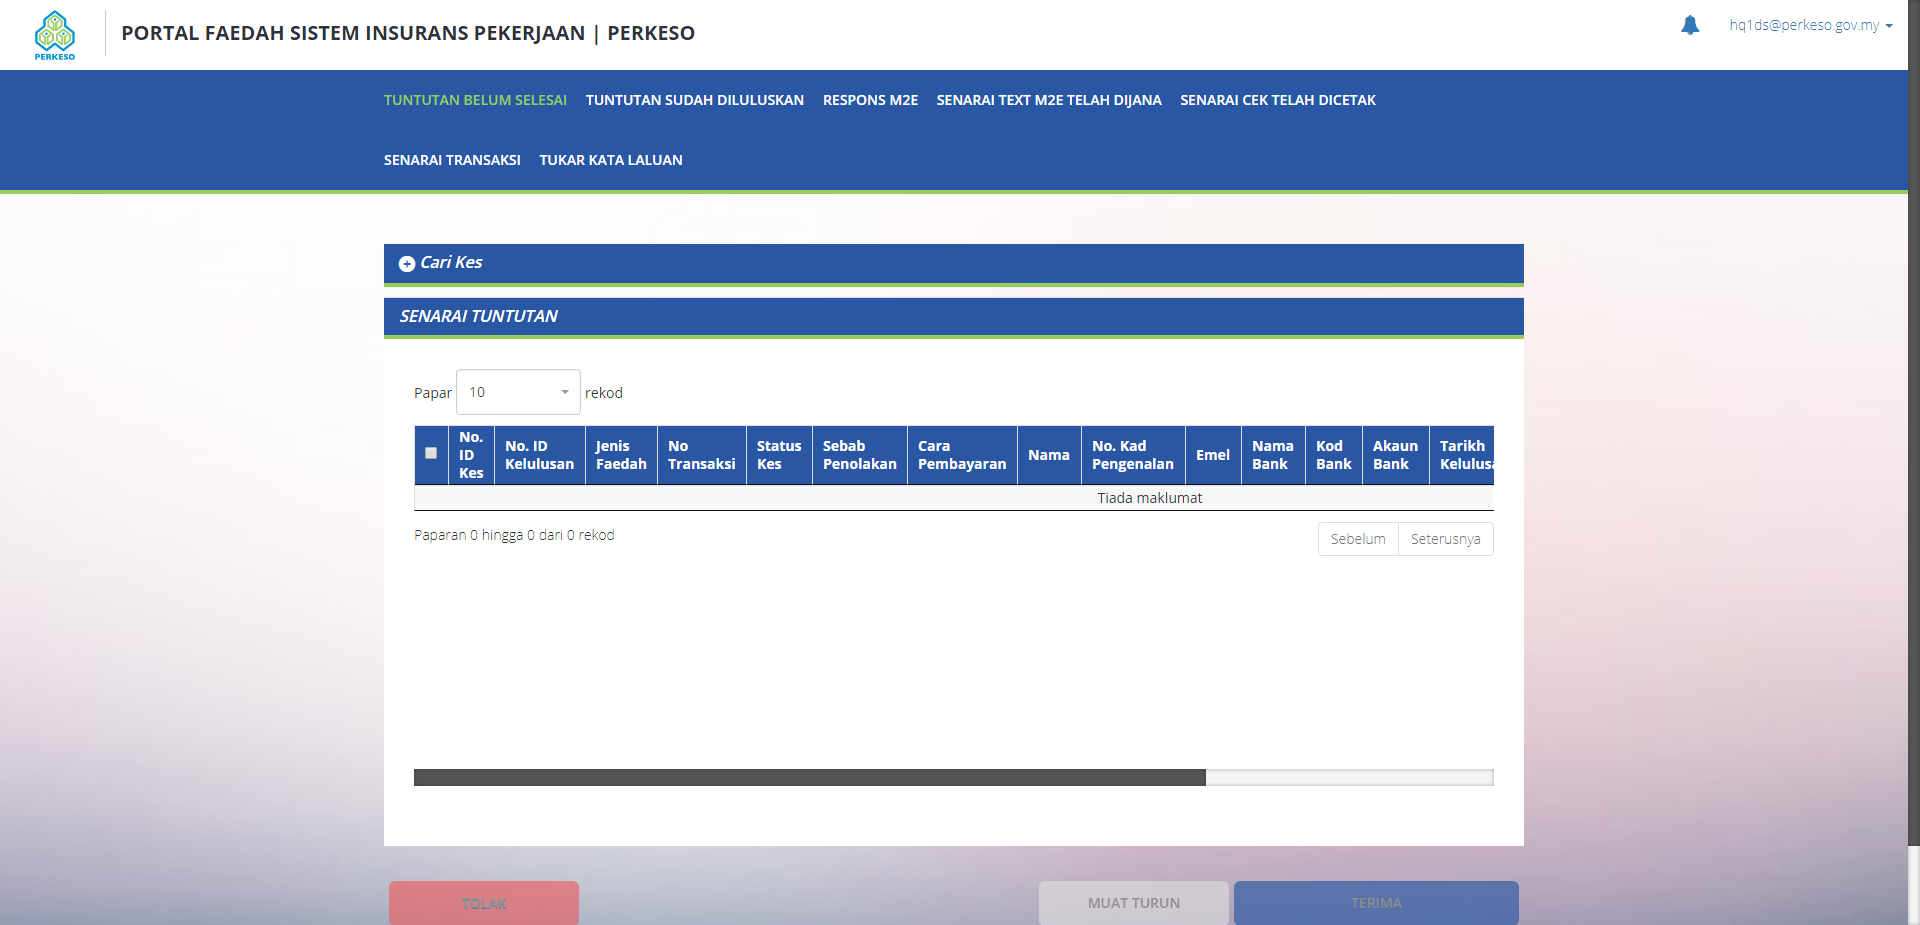 PERKESO
PORTAL FAEDAH SISTEM INSURANS PEKERJAAN | PERKESO
hq1ds@perkeso.gov.my
TUNTUTAN BELUM SELESAI TUNTUTAN SUDAH DILULUSKAN RESPONS M2E SENARAI TEXT M2E TELAH DIJANA SENARAI CEK TELAH DICETAK
SENARAI TRANSAKSI TUKAR KATA LALUAN
Cari Kes
SENARAI TUNTUTAN
Papar 10 rekod
No. ID Kes No. ID Kelulusan Jenis Faedah No Transaksi Status Kes Sebab Penolakan Cara Pembayaran Nama No. Kad Pengenalan Emel Nama Bank Kod Bank Akaun Bank Tarikh Kelulusa
Tiada maklumat
Paparan 0 hingga 0 dari 0 rekod
Sebelum Seterusnya
TOLAK MUAT TURUN TERIMA